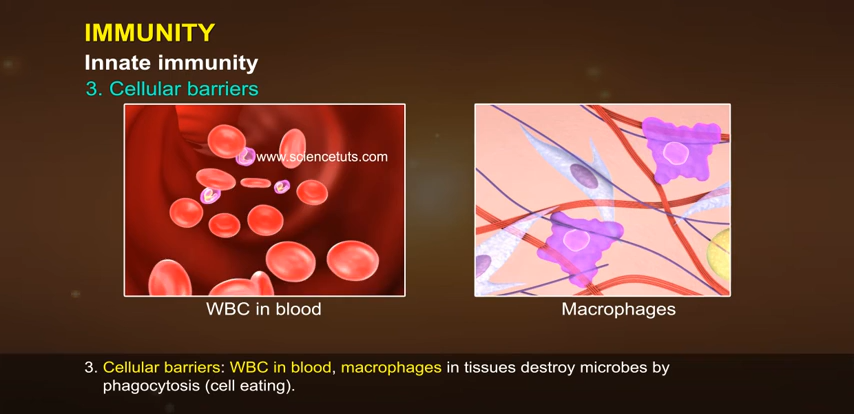 IMMUNITY
Innate immunity
3. Cellular barriers
www.sciencetuts.com
WBC in blood
Macrophages
3. Cellular barriers: WBC in blood, macrophages in tissues destroy microbes by
phagocytosis (cell eating).